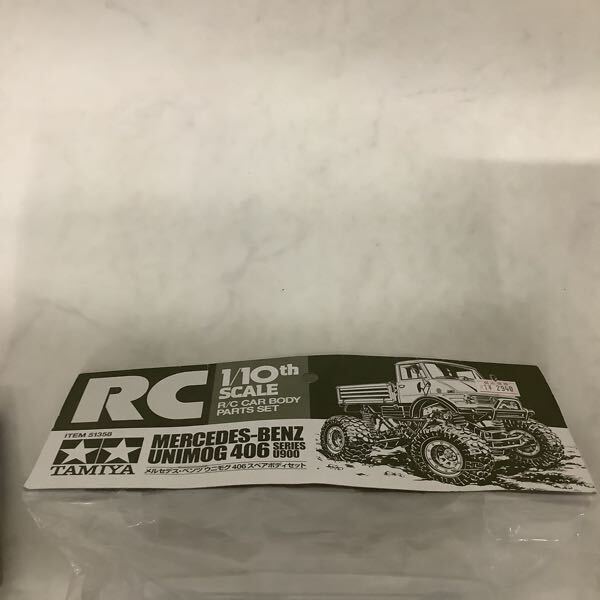 RC
1/10th
SCALE
R/C CAR BODY
PARTS SET
ITEM 51358
TAMIYA
MERCEDES-BENZ
UNIMOG 406 SERIES U900
メルセデス・ベンツ ウニモグ 406 スペアボディセット